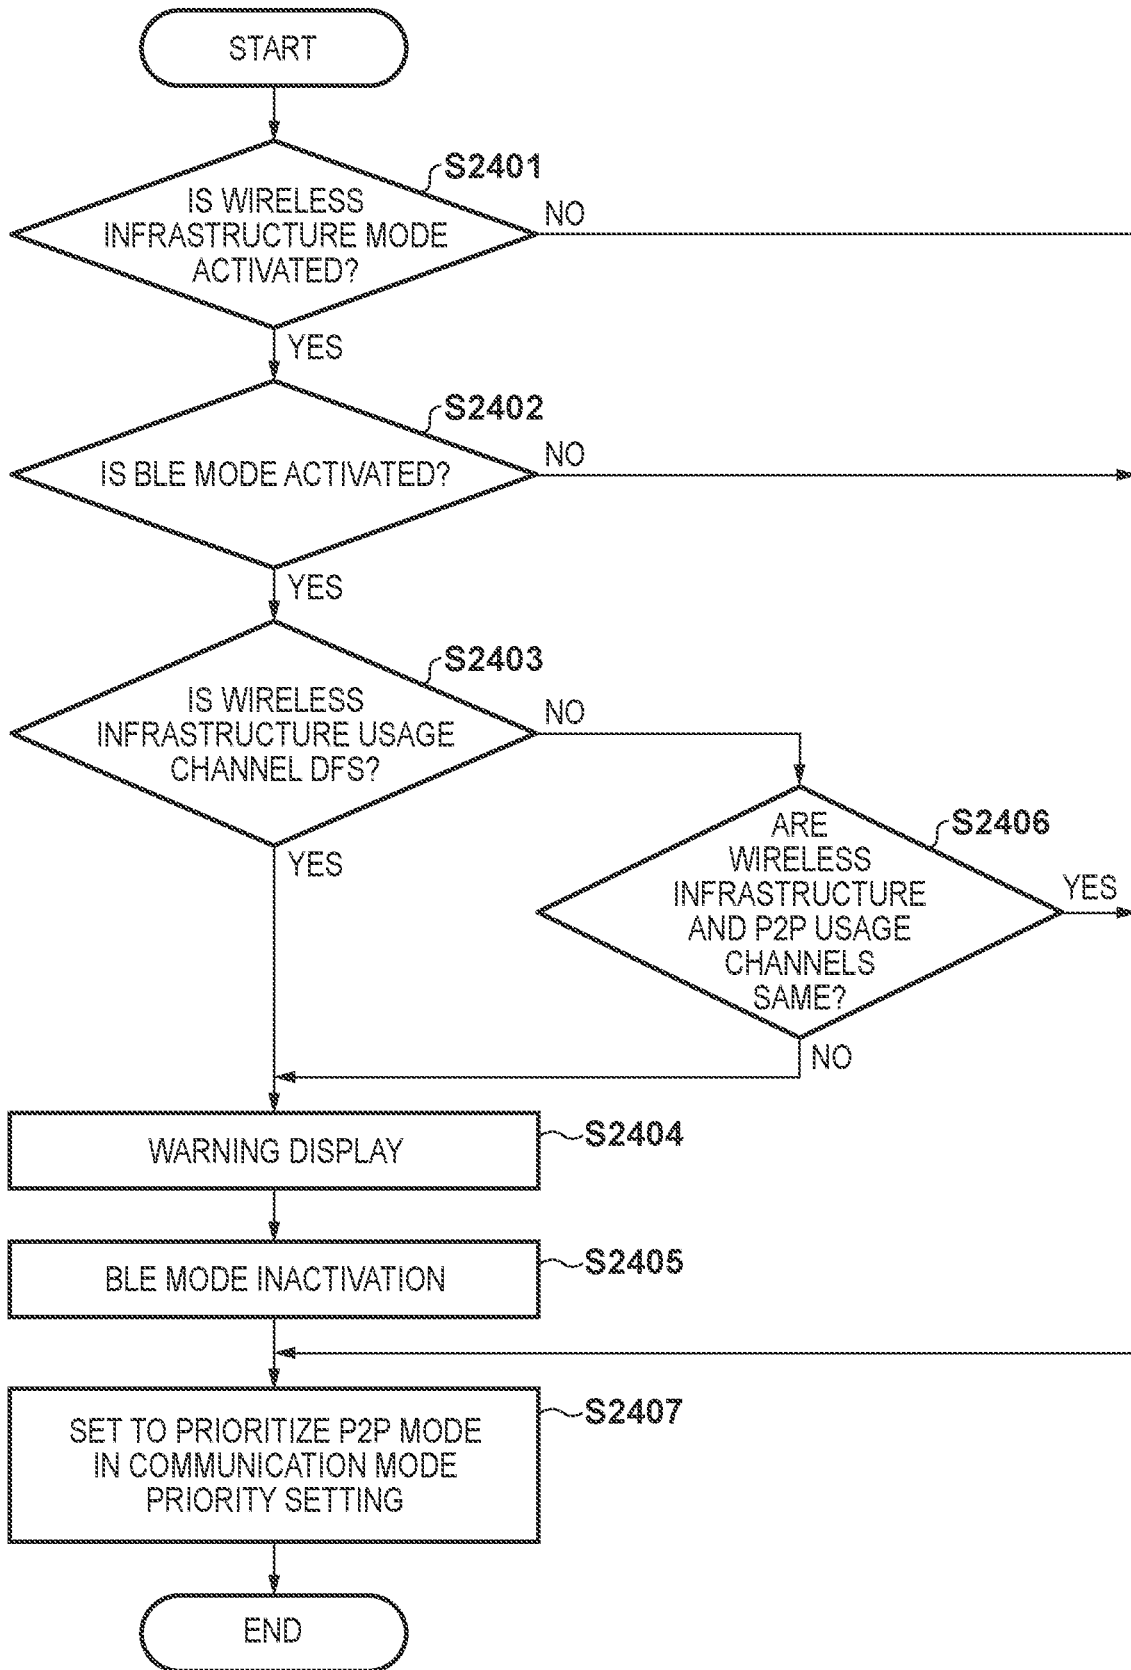 START
S2401
IS WIRELESS
INFRASTRUCTURE MODE
ACTIVATED?
NO
YES
S2402
IS BLE MODE ACTIVATED?
NO
YES
S2403
IS WIRELESS
INFRASTRUCTURE USAGE
CHANNEL DFS?
NO
YES
S2406
ARE
WIRELESS
INFRASTRUCTURE
AND P2P USAGE
CHANNELS
SAME?
YES
NO
WARNING DISPLAY
S2404
BLE MODE INACTIVATION
S2405
SET TO PRIORITIZE P2P MODE
IN COMMUNICATION MODE
PRIORITY SETTING
S2407
END